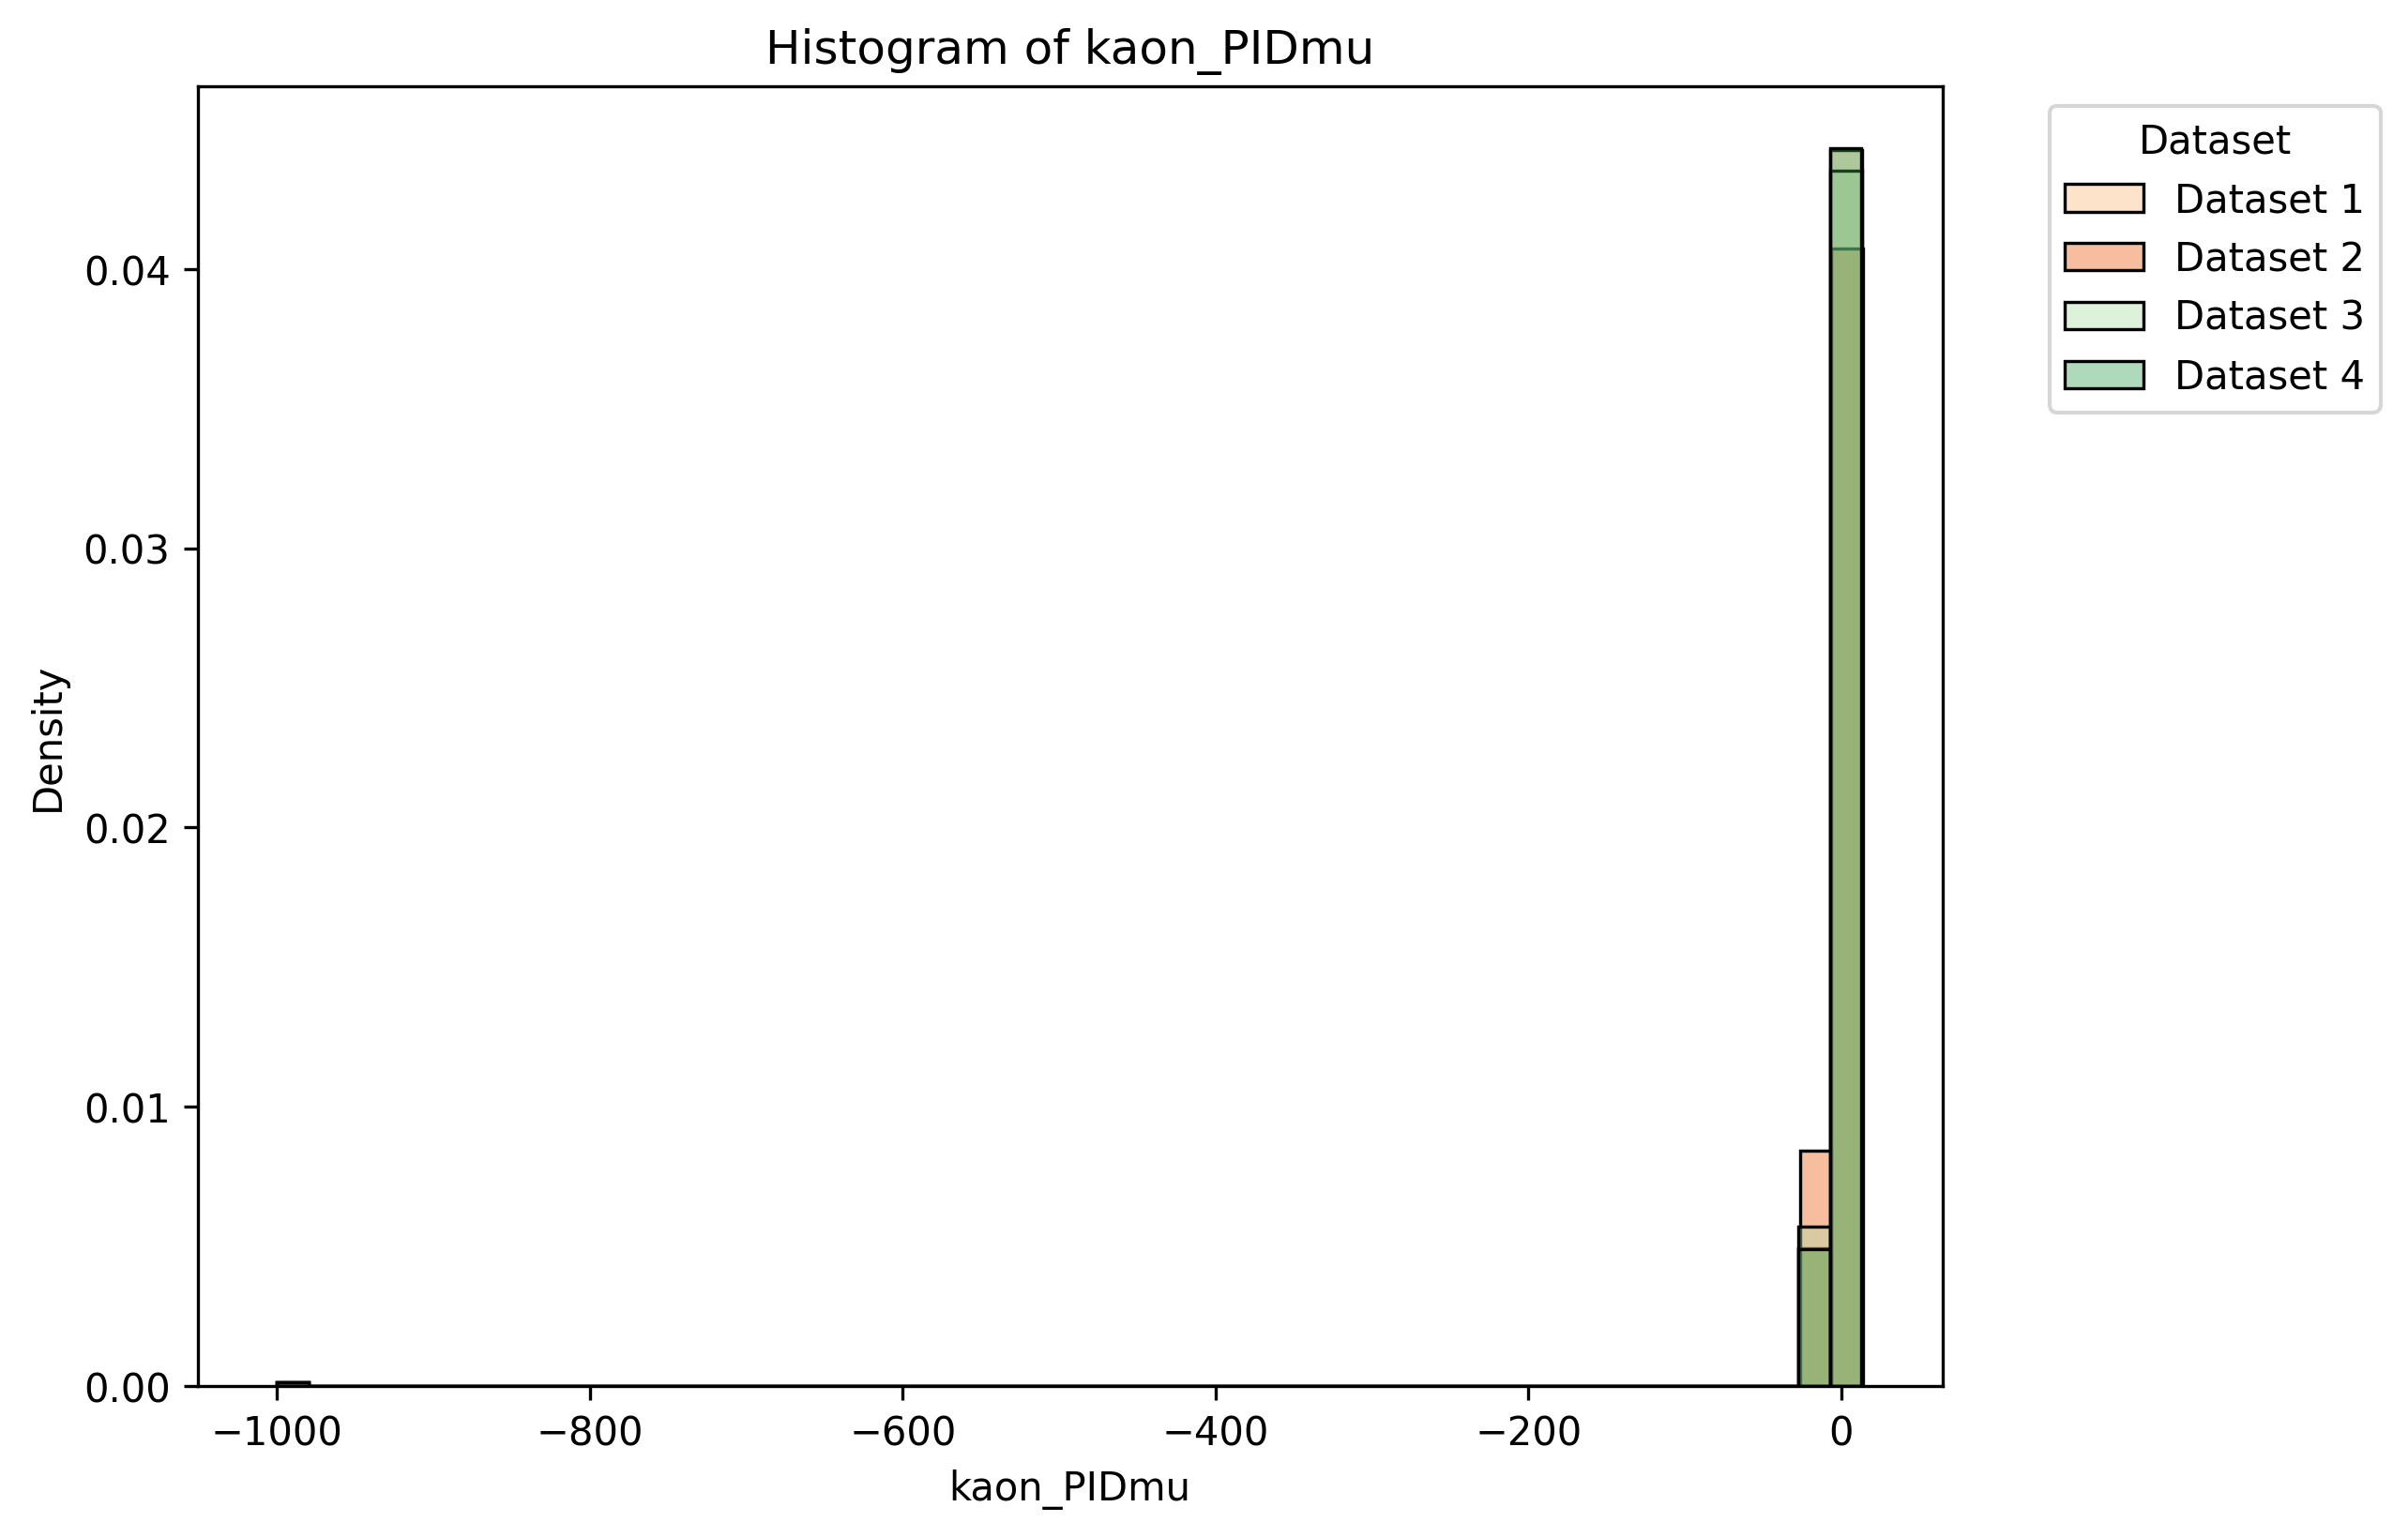 Histogram of kaon_PIDmu
Dataset
Dataset 1
Dataset 2
Dataset 3
Dataset 4
Density
0.04
0.03
0.02
0.01
0.00
−1000
−800
−600
−400
−200
0
kaon_PIDmu